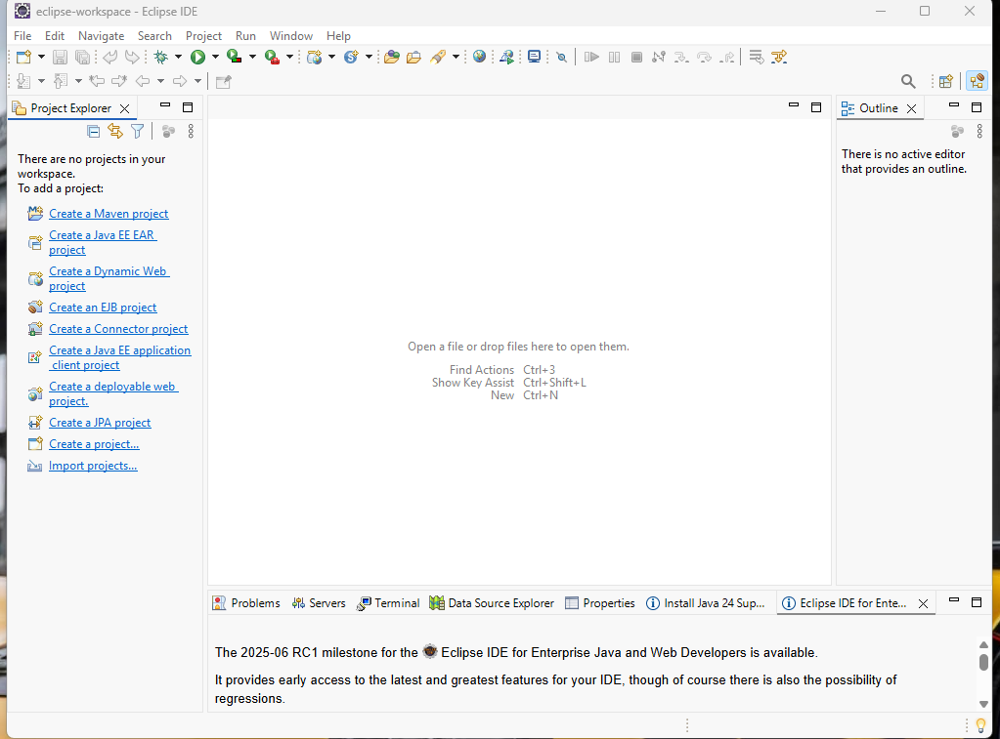 eclipse-workspace - Eclipse IDE
File Edit Navigate Search Project Run Window Help
Project Explorer
There are no projects in your
workspace.
To add a project:
Create a Maven project
Create a Java EE EAR
project
Create a Dynamic Web
project
Create an EJB project
Create a Connector project
Create a Java EE application
client project
Create a deployable web
project.
Create a JPA project
Create a project...
Import projects...
Open a file or drop files here to open them.
Find Actions Ctrl+3
Show Key Assist Ctrl+Shift+L
New Ctrl+N
Outline
There is no active editor
that provides an outline.
Problems Servers Terminal Data Source Explorer Properties Install Java 24 Sup... Eclipse IDE for Ente...
The 2025-06 RC1 milestone for the Eclipse IDE for Enterprise Java and Web Developers is available.
It provides early access to the latest and greatest features for your IDE, though of course there is also the possibility of
regressions.